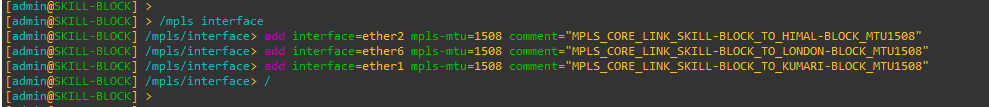 [admin@SKILL-BLOCK] >
[admin@SKILL-BLOCK] > /mpls interface
[admin@SKILL-BLOCK] /mpls/interface> add interface=ether2 mpls-mtu=1508 comment="MPLS_CORE_LINK_SKILL-BLOCK_TO_HIMAL-BLOCK_MTU1508"
[admin@SKILL-BLOCK] /mpls/interface> add interface=ether6 mpls-mtu=1508 comment="MPLS_CORE_LINK_SKILL-BLOCK_TO_LONDON-BLOCK_MTU1508"
[admin@SKILL-BLOCK] /mpls/interface> add interface=ether1 mpls-mtu=1508 comment="MPLS_CORE_LINK_SKILL-BLOCK_TO_KUMARI-BLOCK_MTU1508"
[admin@SKILL-BLOCK] /mpls/interface> /
[admin@SKILL-BLOCK] >